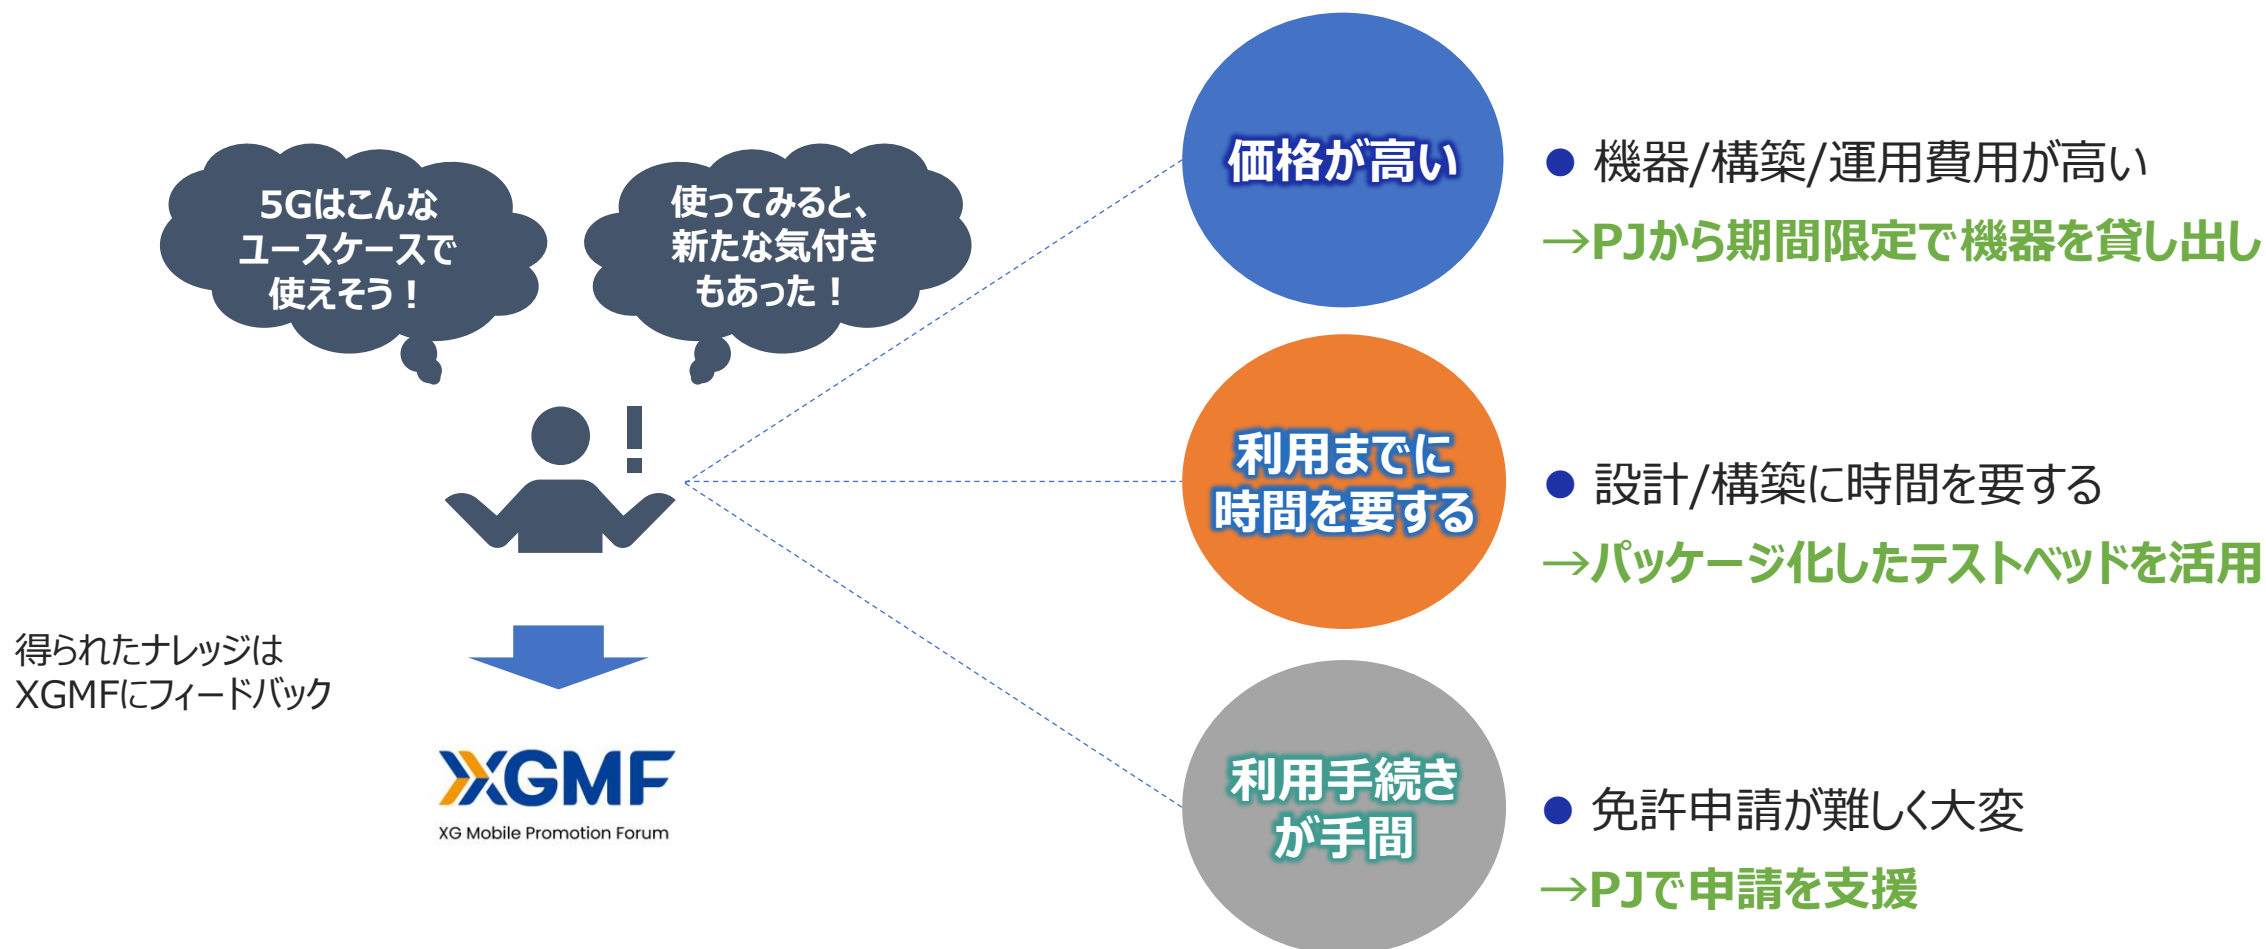 5Gはこんな
ユースケースで
使えそう！
使ってみると、
新たな気付き
もあった！
得られたナレッジは
XGMFにフィードバック
XGMF
XG Mobile Promotion Forum
価格が高い
● 機器/構築/運用費用が高い
→PJから期間限定で機器を貸し出し
利用までに
時間を要する
● 設計/構築に時間を要する
→パッケージ化したテストベッドを活用
利用手続き
が手間
● 免許申請が難しく大変
→PJで申請を支援